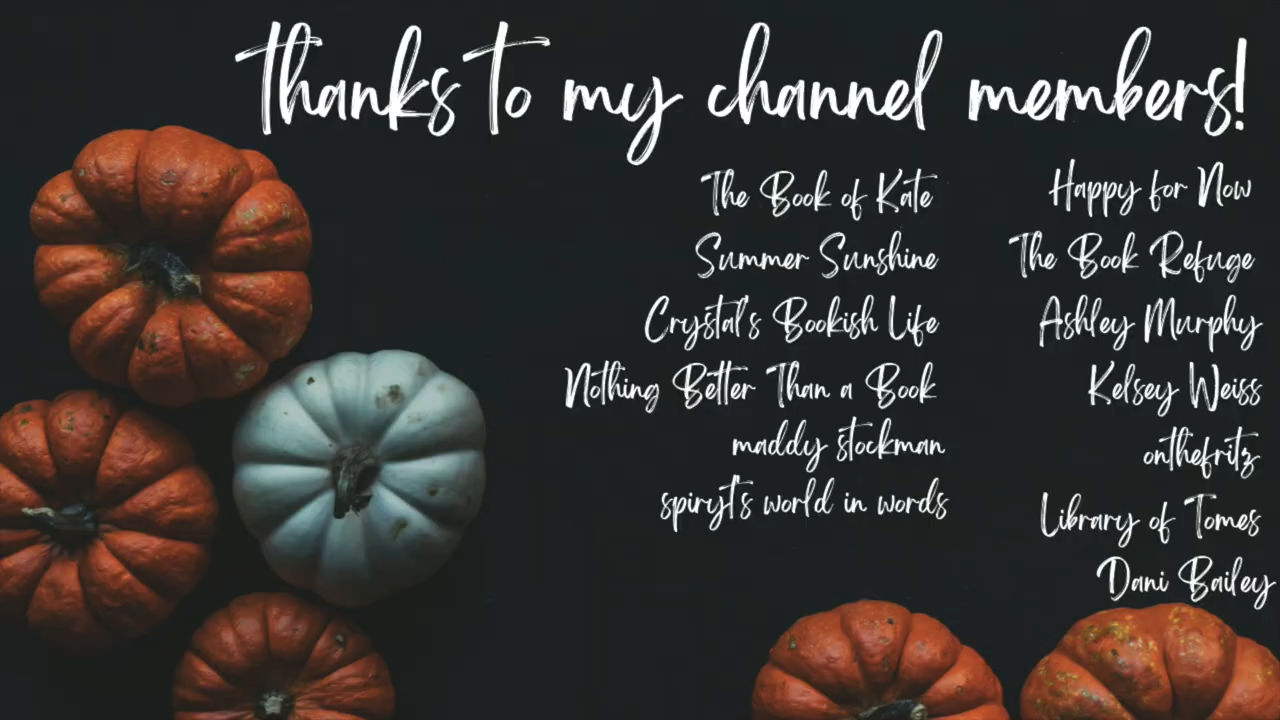 thanks to my channel members!
The Book of Kate
Summer Sunshine
Crystal's Bookish Life
Nothing Better Than a Book
maddy stockman
spiryt's world in words
Happy for Now
The Book Refuge
Ashley Murphy
Kelsey Weiss
onthefritz
Library of Tomes
Dani Bailey